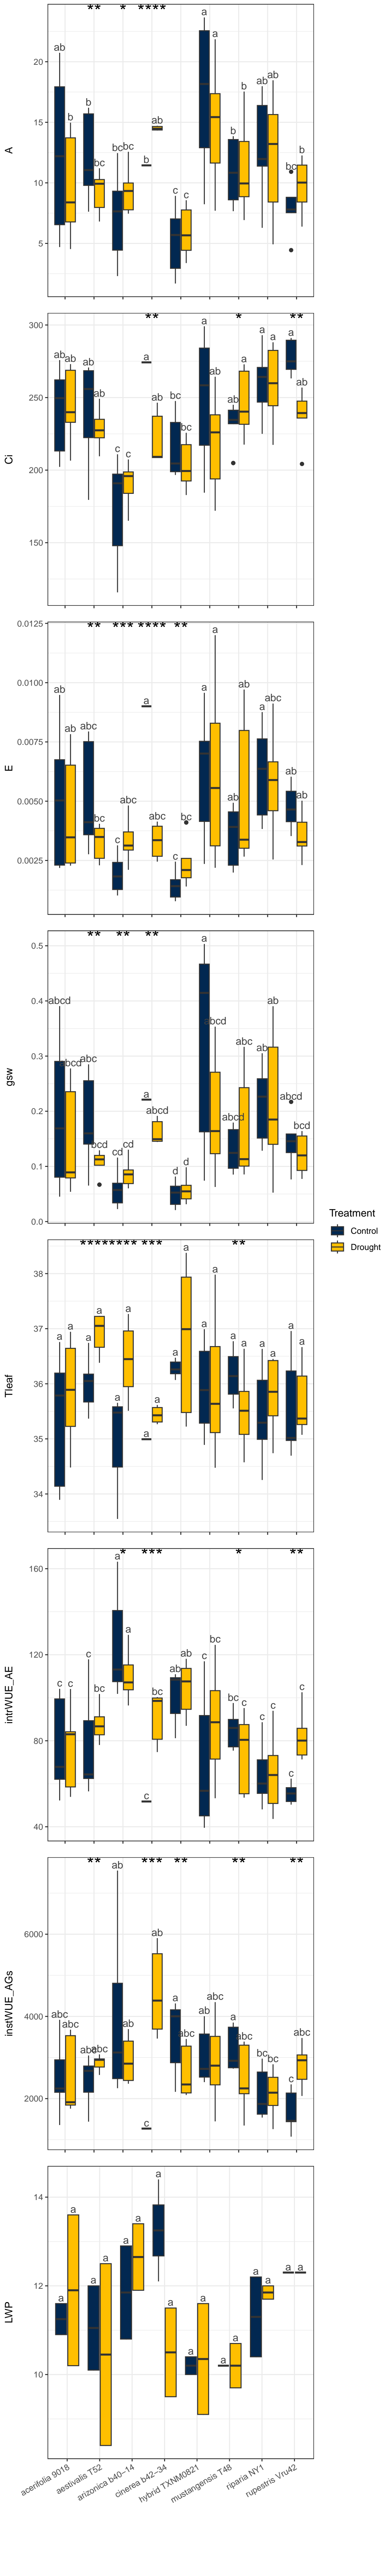 ** * ****
a
ab a
ab ab ab
b ab b
bc bc bc b
b c c bc
A
20
15
10
5
** * **
a
ab ab a ab a a a
ab a ab ab
ab ab
a c ab
Ci
300
250
200
150
** *** **** **
a
ab a a ab a abc
abc ab ab ab
bc abc abc bc
c c
E
0.0125
0.0100
0.0075
0.0050
0.0025
** ** **
a
abcd ab
abc abcd ab
abcd a abcd abcd
bcd abcd bcd
cd cd d d
gsw
0.5
0.4
0.3
0.2
0.1
0.0
******** *** **
a
a a a a a a a a a
a a a a a
a
Tleaf
38
37
36
35
34
* *** * **
a
a bc
c c c bc ab ab c bc c c c bc
c c
intrWUE_AE
160
120
80
40
** *** ** ** **
ab
a
abc abc ab a abc ab abc a abc bc bc ab
abc abc c c
instWUE_AGs
6000
4000
2000
a a
a a a a a a a a a a a a a a
LWP
14
12
10
acerifolia 9018
aestivalis T52
arizonica b40−14
cinerea b42−34
hybrid TXNM0821
mustangensis T48
riparia NY1
rupestris Vru42
Treatment
Control
Drought